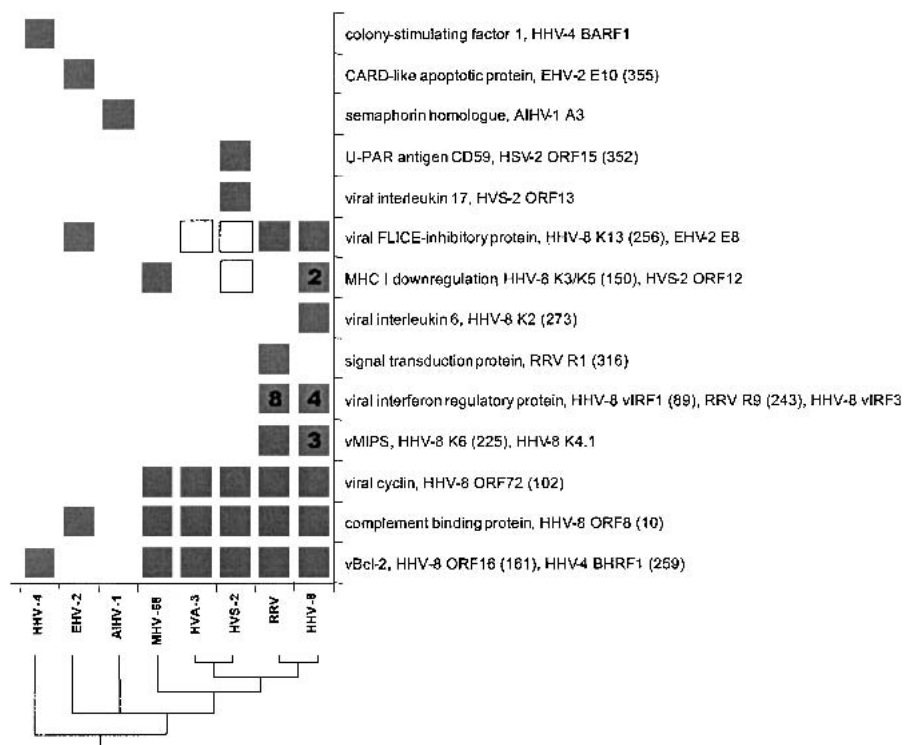 colony-stimulating factor 1, HHV-4 BARF1
CARD-like apoptotic protein, EHV-2 E10 (355)
semaphorin homologue, AIHV-1 A3
U-PAR antigen CD59, HSV-2 ORF15 (352)
viral interleukin 17, HVS-2 ORF13
viral FLICE-inhibitory protein, HHV-8 K13 (256), EHV-2 E8
2 MHC I downregulation, HHV-8 K3/K5 (150), HVS-2 ORF12
viral interleukin 6, HHV-8 K2 (273)
signal transduction protein, RRV R1 (316)
8 4 viral interferon regulatory protein, HHV-8 vIRF1 (89), RRV R9 (243), HHV-8 vIRF3
3 vMIPS, HHV-8 K6 (225), HHV-8 K4.1
viral cyclin, HHV-8 ORF72 (102)
complement binding protein, HHV-8 ORF8 (10)
vBcl-2, HHV-8 ORF16 (161), HHV-4 BHRF1 (259)
HHV-4
EHV-2
AIHV-1
MHV-68
HVA-3
HVS-2
RRV
HHV-8